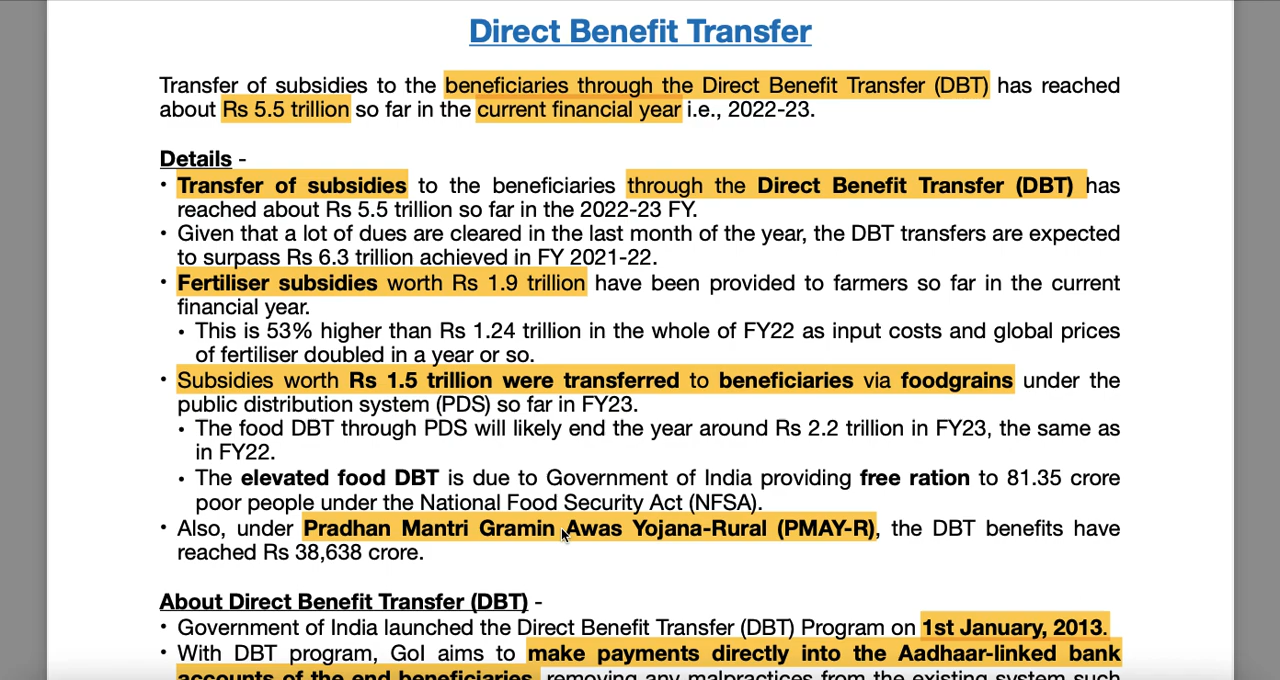 Direct Benefit Transfer
Transfer of subsidies to the beneficiaries through the Direct Benefit Transfer (DBT) has reached
about Rs 5.5 trillion so far in the current financial year i.e., 2022-23.
Details -
• Transfer of subsidies to the beneficiaries through the Direct Benefit Transfer (DBT) has
reached about Rs 5.5 trillion so far in the 2022-23 FY.
• Given that a lot of dues are cleared in the last month of the year, the DBT transfers are expected
to surpass Rs 6.3 trillion achieved in FY 2021-22.
• Fertiliser subsidies worth Rs 1.9 trillion have been provided to farmers so far in the current
financial year.
• This is 53% higher than Rs 1.24 trillion in the whole of FY22 as input costs and global prices
of fertiliser doubled in a year or so.
• Subsidies worth Rs 1.5 trillion were transferred to beneficiaries via foodgrains under the
public distribution system (PDS) so far in FY23.
• The food DBT through PDS will likely end the year around Rs 2.2 trillion in FY23, the same as
in FY22.
• The elevated food DBT is due to Government of India providing free ration to 81.35 crore
poor people under the National Food Security Act (NFSA).
• Also, under Pradhan Mantri Gramin Awas Yojana-Rural (PMAY-R), the DBT benefits have
reached Rs 38,638 crore.
About Direct Benefit Transfer (DBT) -
• Government of India launched the Direct Benefit Transfer (DBT) Program on 1st January, 2013.
• With DBT program, GoI aims to make payments directly into the Aadhaar-linked bank
accounts of the end beneficiaries, removing any malpractices from the existing system such